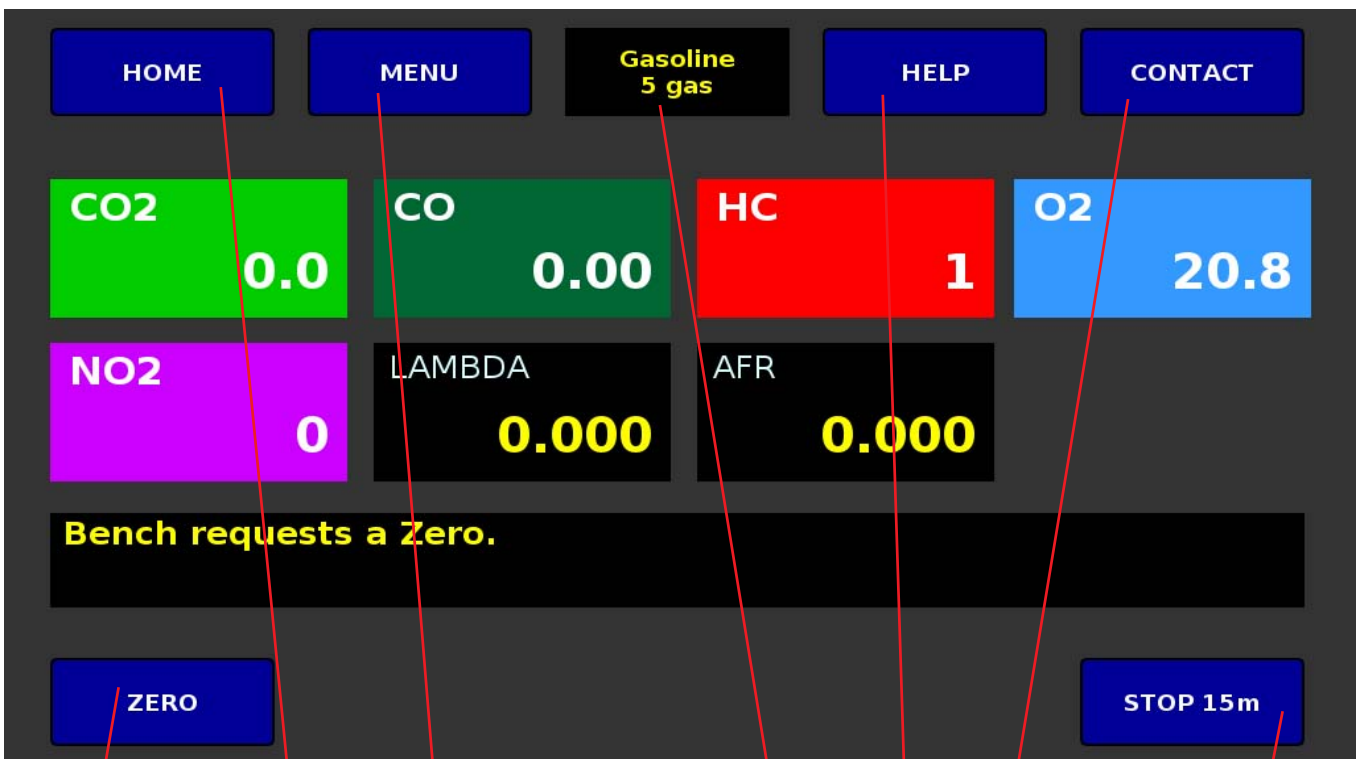 HOME
MENU
Gasoline
5 gas
HELP
CONTACT
CO2
0.0
CO
0.00
HC
1
O2
20.8
NO2
0
LAMBDA
0.000
AFR
0.000
Bench requests a Zero.
ZERO
STOP 15m